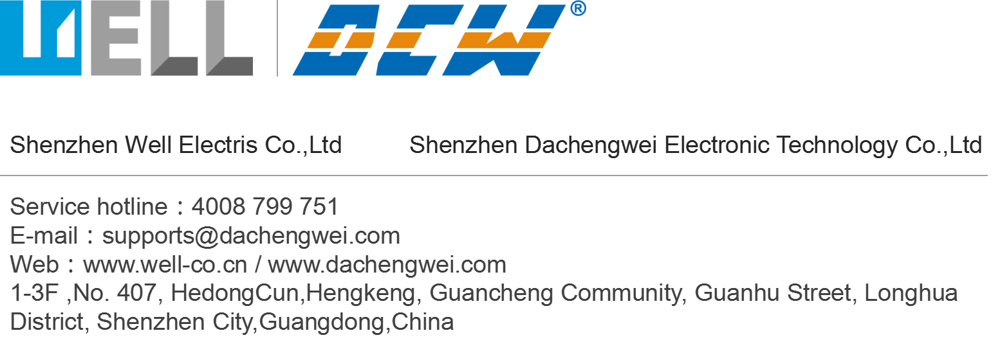 WELL DCW®
Shenzhen Well Electris Co.,Ltd Shenzhen Dachengwei Electronic Technology Co.,Ltd
Service hotline：4008 799 751
E-mail：supports@dachengwei.com
Web：www.well-co.cn / www.dachengwei.com
1-3F ,No. 407, HedongCun,Hengkeng, Guancheng Community, Guanhu Street, Longhua
District, Shenzhen City,Guangdong,China